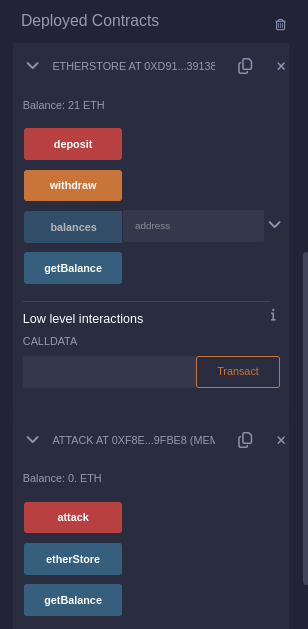 Deployed Contracts
ETHERSTORE AT 0XD91...39138
Balance: 21 ETH
deposit
withdraw
balances address
getBalance
Low level interactions
CALLDATA
Transact
ATTACK AT 0XF8E...9FBE8 (MEM
Balance: 0. ETH
attack
etherStore
getBalance